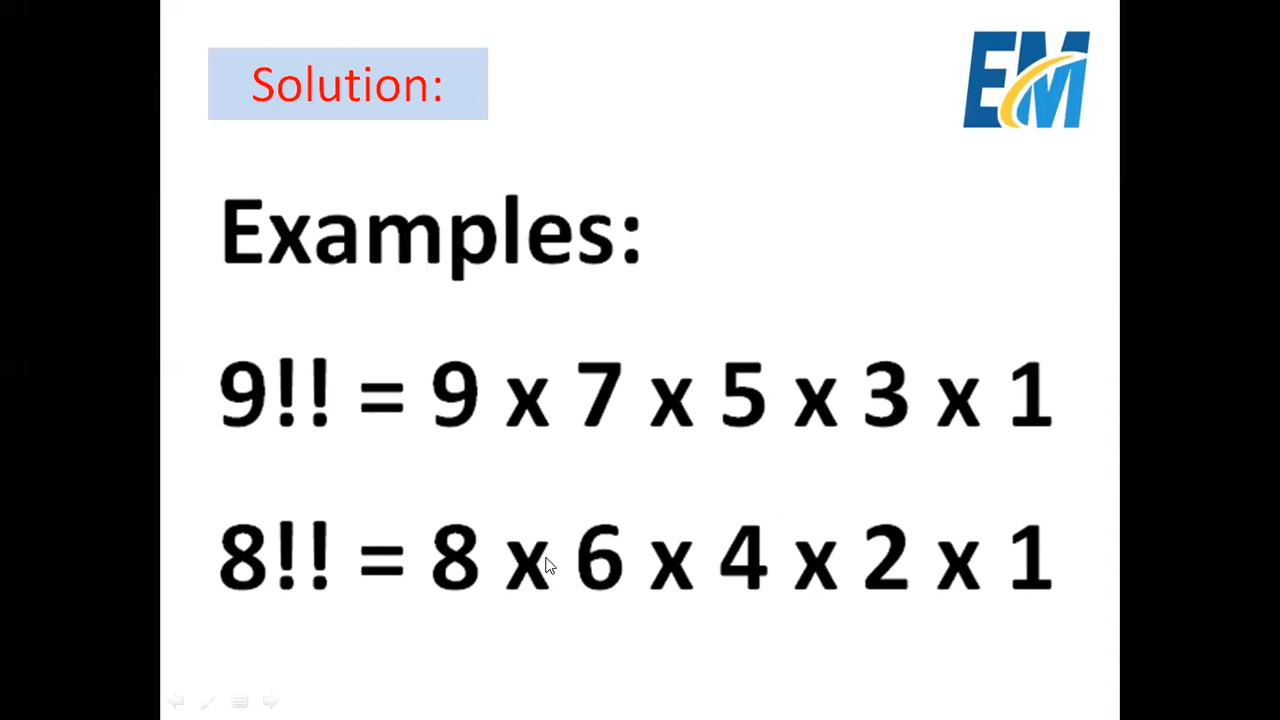 Solution:
EM
Examples:
9!! = 9 x 7 x 5 x 3 x 1
8!! = 8 x 6 x 4 x 2 x 1